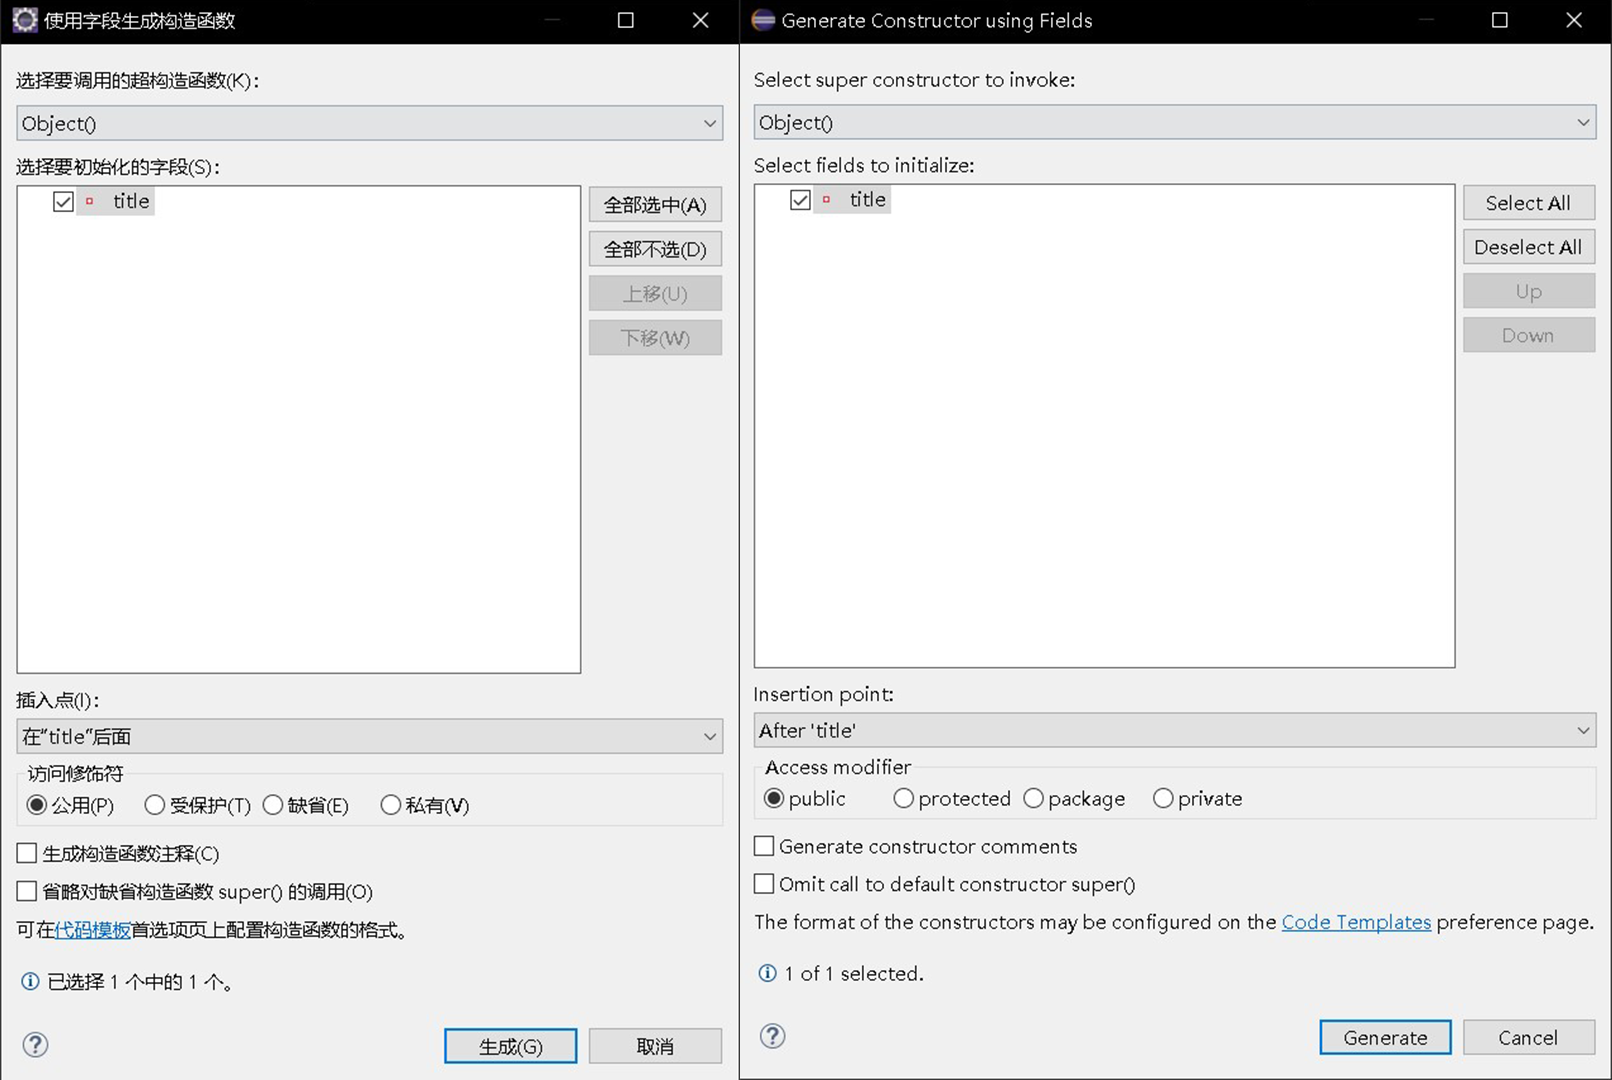 使用字段生成构造函数
选择要调用的超构造函数(K):
Object()
选择要初始化的字段(S):
title
全部选中(A)
全部不选(D)
上移(U)
下移(W)
插入点(I):
在"title"后面
访问修饰符
公用(P) 受保护(T) 缺省(E) 私有(V)
生成构造函数注释(C)
省略对缺省构造函数 super() 的调用(O)
可在代码模板首选项页上配置构造函数的格式。
已选择 1 个中的 1 个。
生成(G) 取消
Generate Constructor using Fields
Select super constructor to invoke:
Object()
Select fields to initialize:
title
Select All
Deselect All
Up
Down
Insertion point:
After 'title'
Access modifier
public protected package private
Generate constructor comments
Omit call to default constructor super()
The format of the constructors may be configured on the Code Templates preference page.
1 of 1 selected.
Generate Cancel